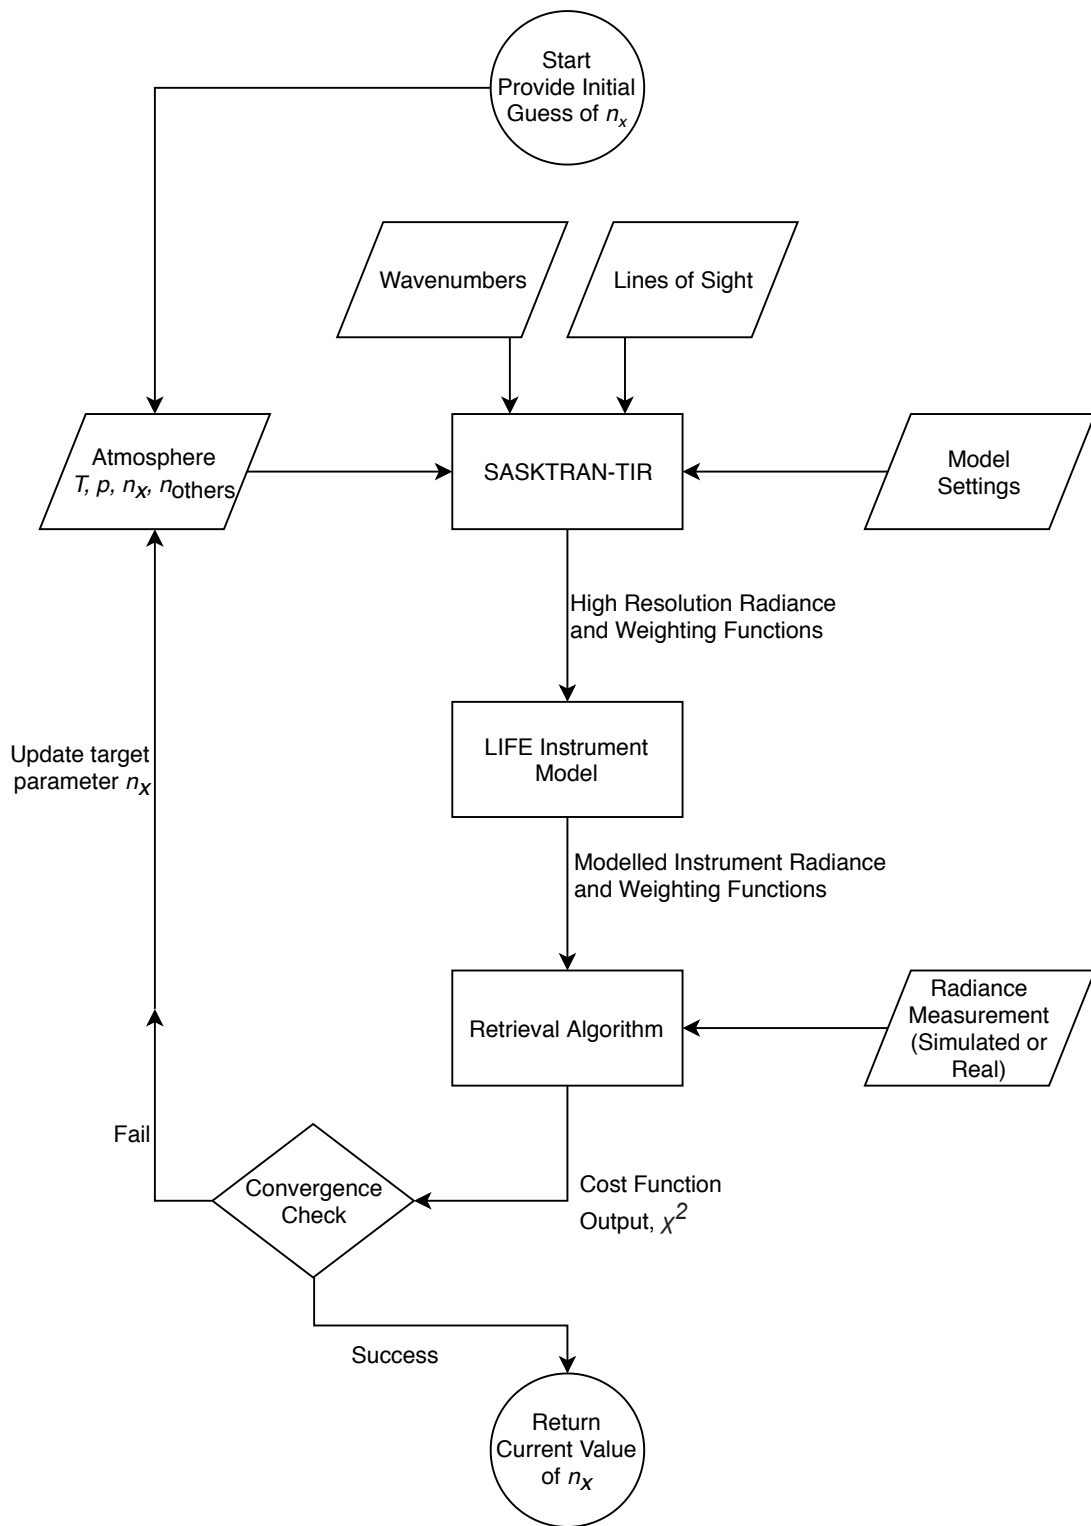 Start
Provide Initial
Guess of nₓ
Wavenumbers
Lines of Sight
Atmosphere
T, p, nₓ, nothers
SASKTRAN-TIR
Model
Settings
High Resolution Radiance
and Weighting Functions
LIFE Instrument
Model
Update target
parameter nₓ
Modelled Instrument Radiance
and Weighting Functions
Retrieval Algorithm
Radiance
Measurement
(Simulated or
Real)
Fail
Convergence
Check
Cost Function
Output, χ²
Success
Return
Current Value
of nₓ